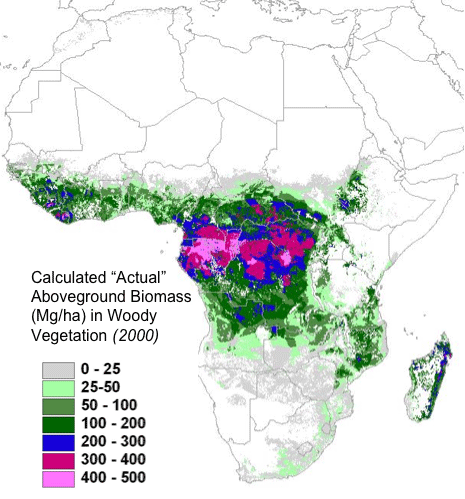 Calculated “Actual”
Aboveground Biomass
(Mg/ha) in Woody
Vegetation (2000)
0 - 25
25-50
50 - 100
100 - 200
200 - 300
300 - 400
400 - 500